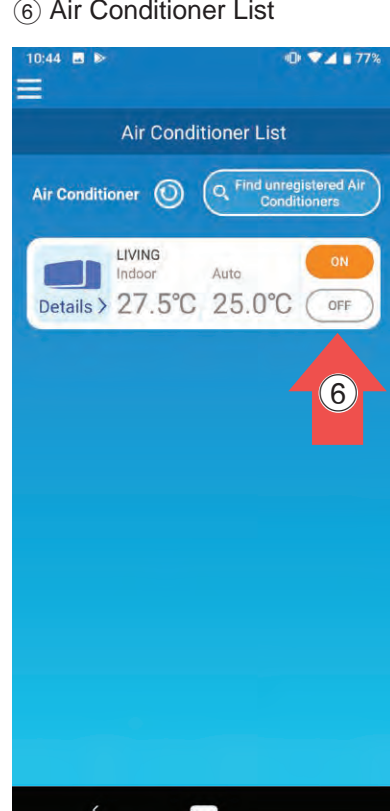 ⑥ Air Conditioner List
10:44 77%
Air Conditioner List
Air Conditioner Find unregistered Air
Conditioners
LIVING
Indoor Auto ON
Details > 27.5℃ 25.0℃ OFF
⑥